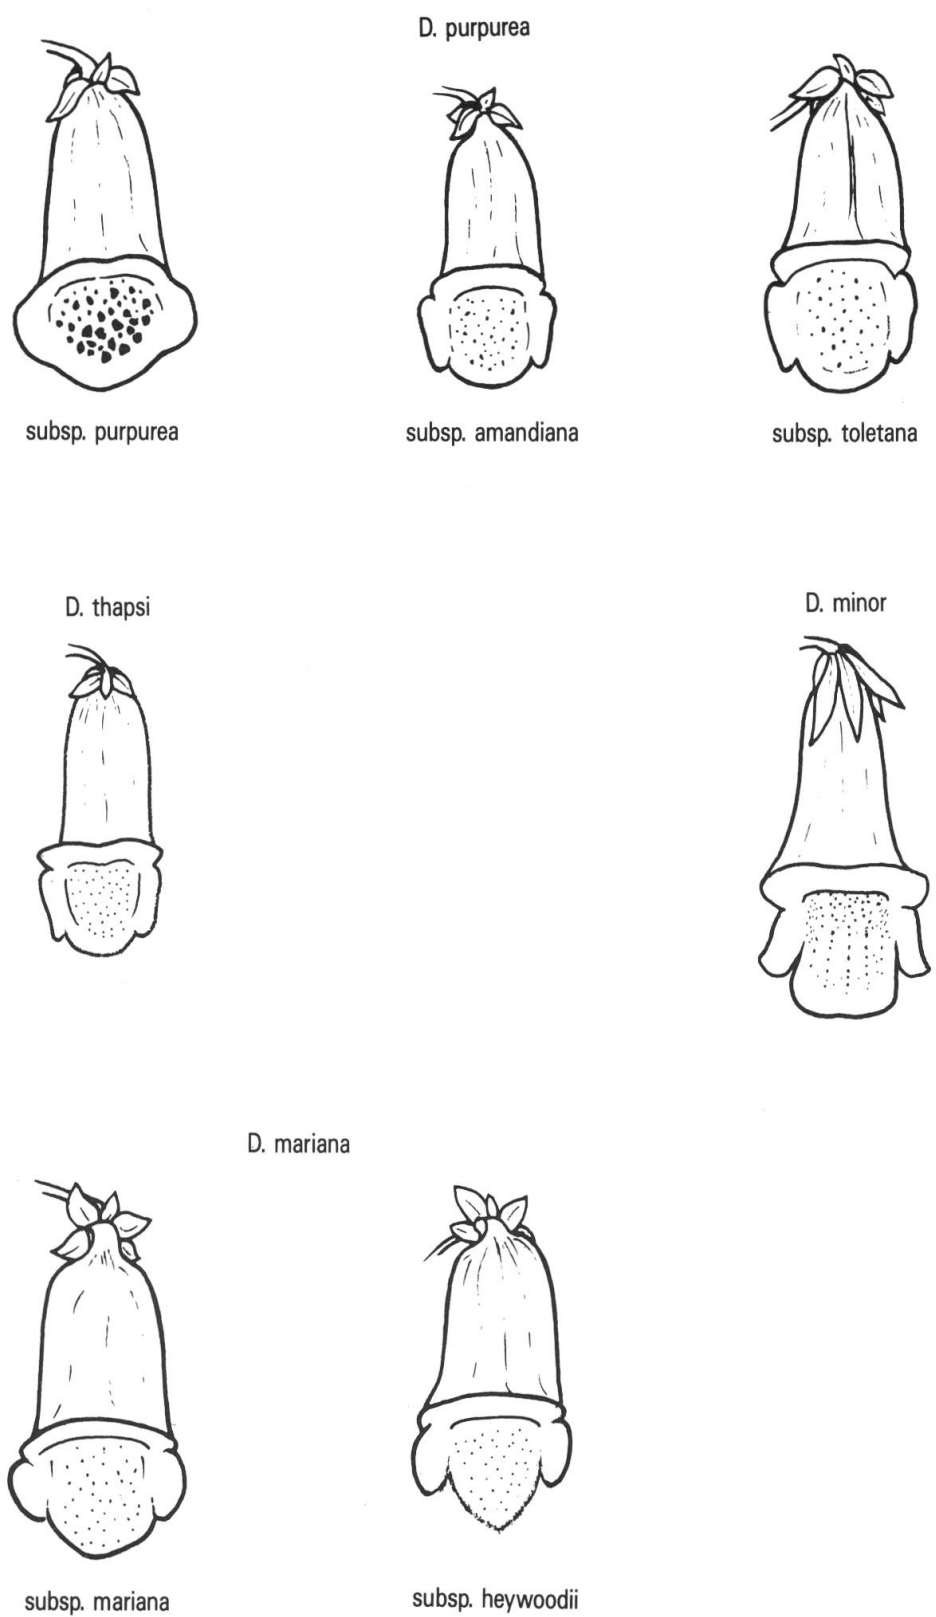 D. purpurea
subsp. purpurea
subsp. amandiana
subsp. toletana
D. thapsi
D. minor
D. mariana
subsp. mariana
subsp. heywoodii